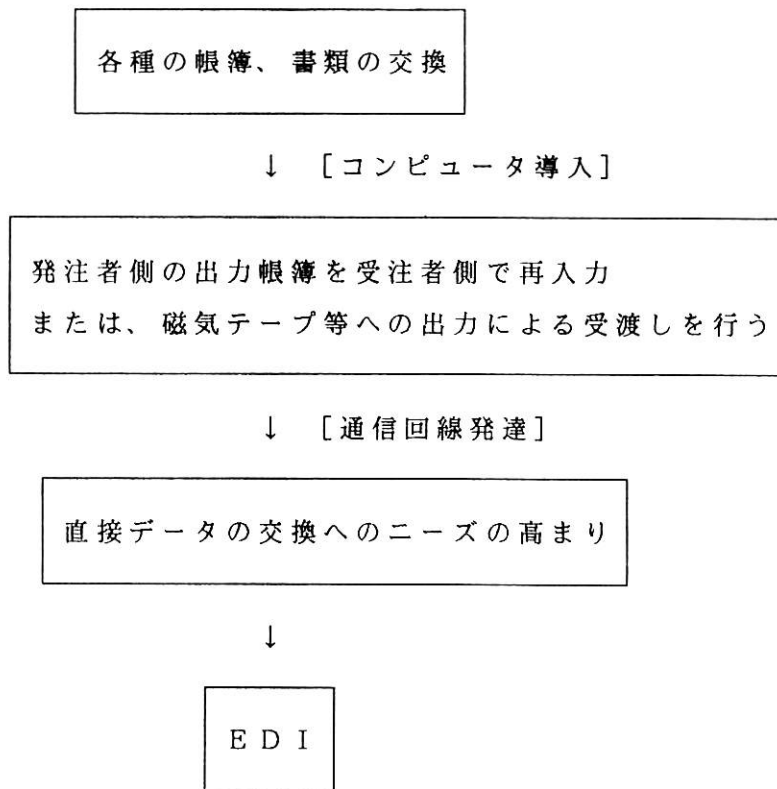 各種の帳簿、書類の交換
↓ [コンピュータ導入]
発注者側の出力帳簿を受注者側で再入力
または、磁気テープ等への出力による受渡しを行う
↓ [通信回線発達]
直接データの交換へのニーズの高まり
↓
ＥＤＩ